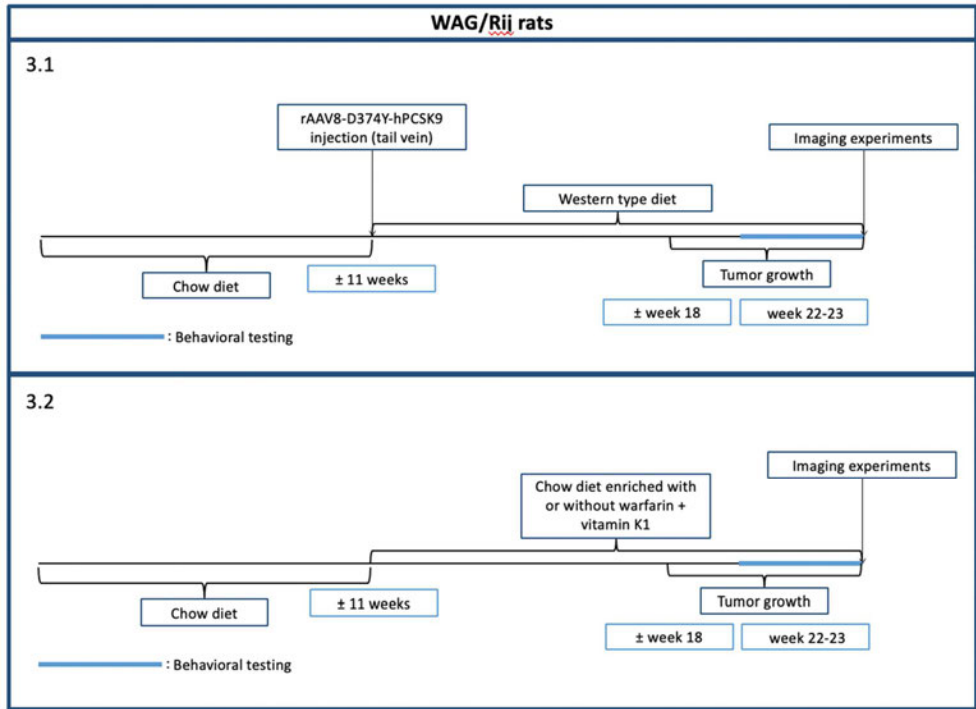 WAG/Rij rats
3.1
rAAV8-D374Y-hPCSK9
injection (tail vein)
Imaging experiments
Western type diet
Chow diet
± 11 weeks
Tumor growth
± week 18
week 22-23
: Behavioral testing
3.2
Imaging experiments
Chow diet enriched with
or without warfarin +
vitamin K1
Chow diet
± 11 weeks
Tumor growth
± week 18
week 22-23
: Behavioral testing